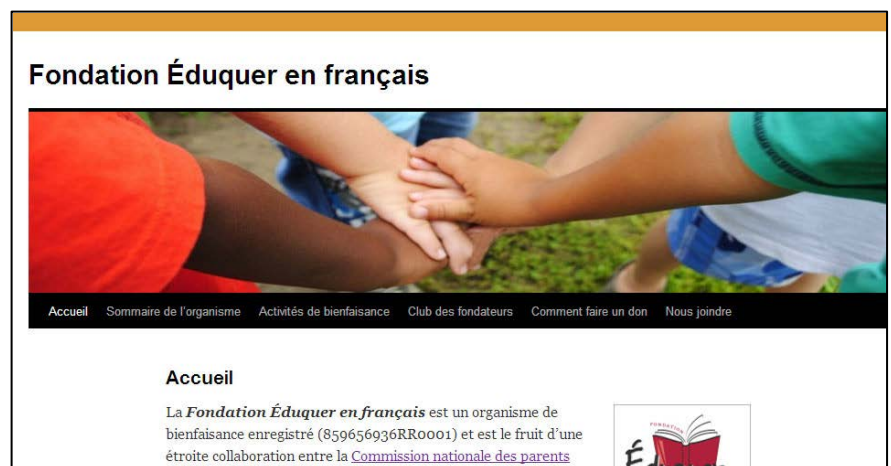 Fondation Éduquer en français
Accueil Sommaire de l'organisme Activités de bienfaisance Club des fondateurs Comment faire un don Nous joindre
Accueil
La Fondation Éduquer en français est un organisme de
bienfaisance enregistré (859656936RR0001) et est le fruit d'une
étroite collaboration entre la Commission nationale des parents
FONDATION